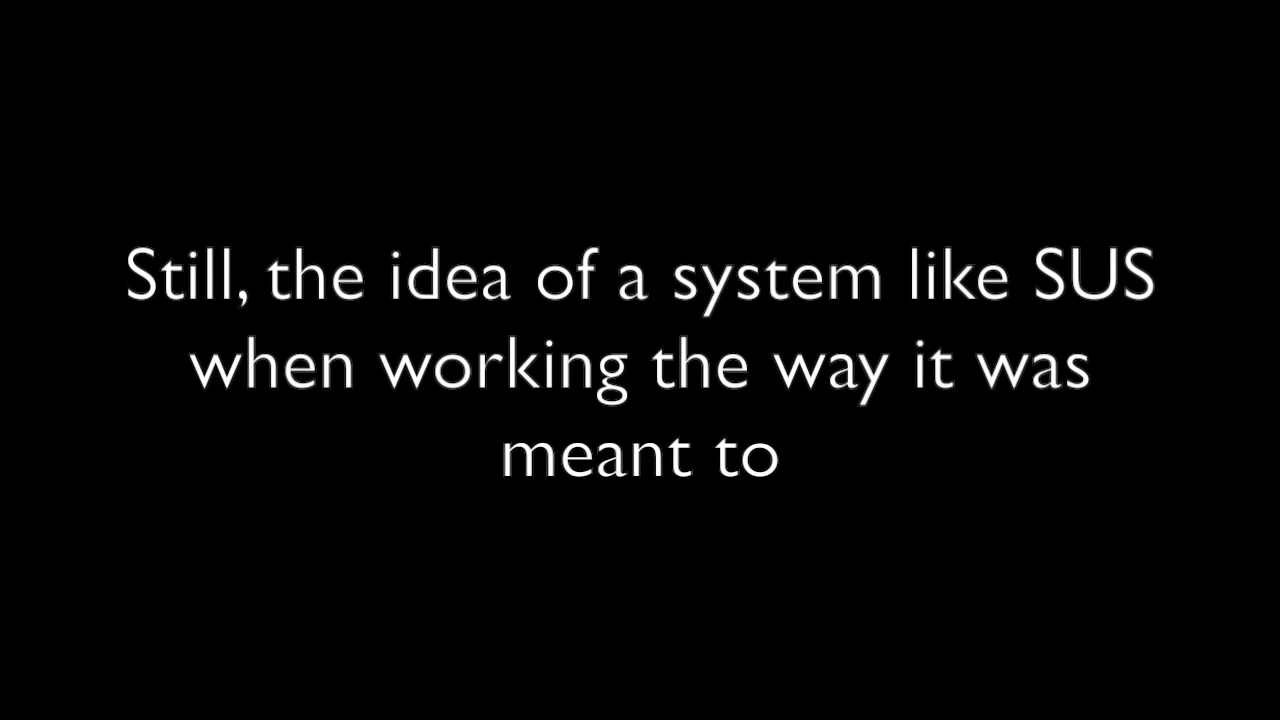 Still, the idea of a system like SUS
when working the way it was
meant to